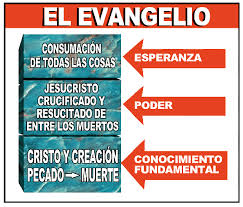 EL EVANGELIO
CONSUMACIÓN
DE TODAS LAS COSAS
ESPERANZA
JESUCRISTO
CRUCIFICADO Y
RESUCITADO DE
ENTRE LOS MUERTOS
PODER
CRISTO Y CREACIÓN
PECADO → MUERTE
CONOCIMIENTO
FUNDAMENTAL